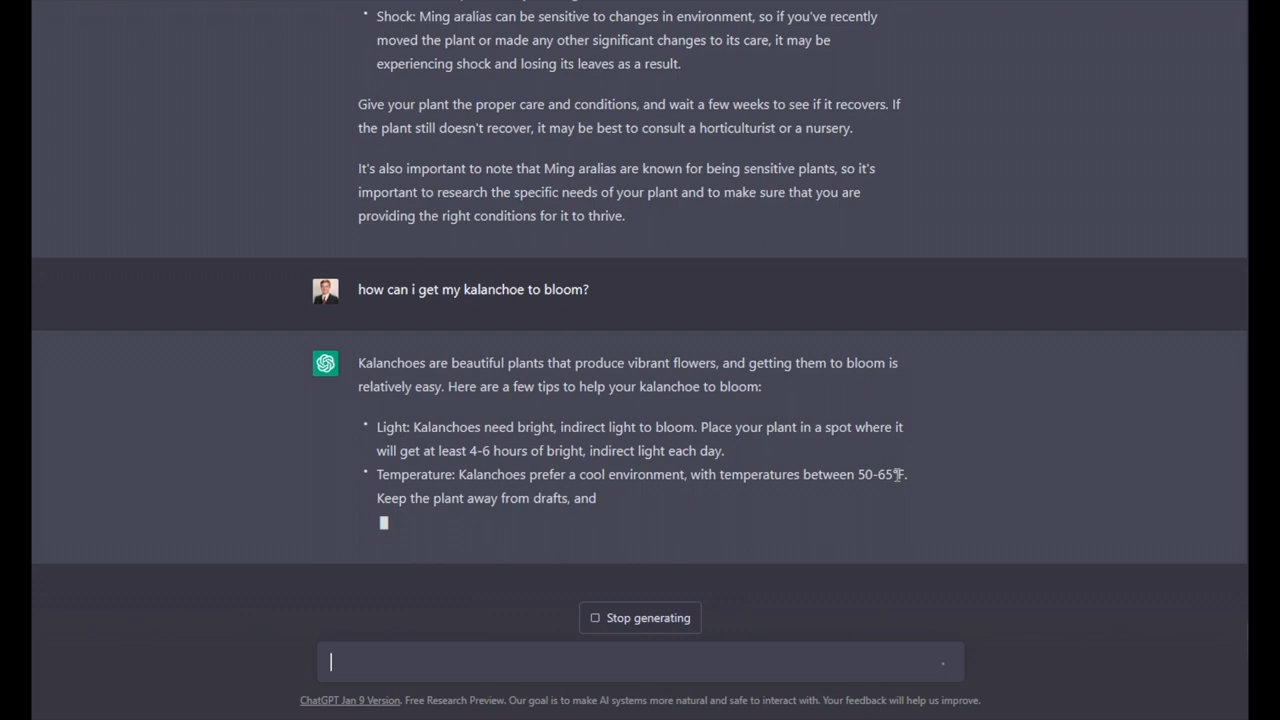 • Shock: Ming aralias can be sensitive to changes in environment, so if you've recently
moved the plant or made any other significant changes to its care, it may be
experiencing shock and losing its leaves as a result.
Give your plant the proper care and conditions, and wait a few weeks to see if it recovers. If
the plant still doesn't recover, it may be best to consult a horticulturist or a nursery.
It's also important to note that Ming aralias are known for being sensitive plants, so it's
important to research the specific needs of your plant and to make sure that you are
providing the right conditions for it to thrive.
how can i get my kalanchoe to bloom?
Kalanchoes are beautiful plants that produce vibrant flowers, and getting them to bloom is
relatively easy. Here are a few tips to help your kalanchoe to bloom:
• Light: Kalanchoes need bright, indirect light to bloom. Place your plant in a spot where it
will get at least 4-6 hours of bright, indirect light each day.
• Temperature: Kalanchoes prefer a cool environment, with temperatures between 50-65°F.
Keep the plant away from drafts, and
Stop generating
ChatGPT Jan 9 Version. Free Research Preview. Our goal is to make AI systems more natural and safe to interact with. Your feedback will help us improve.